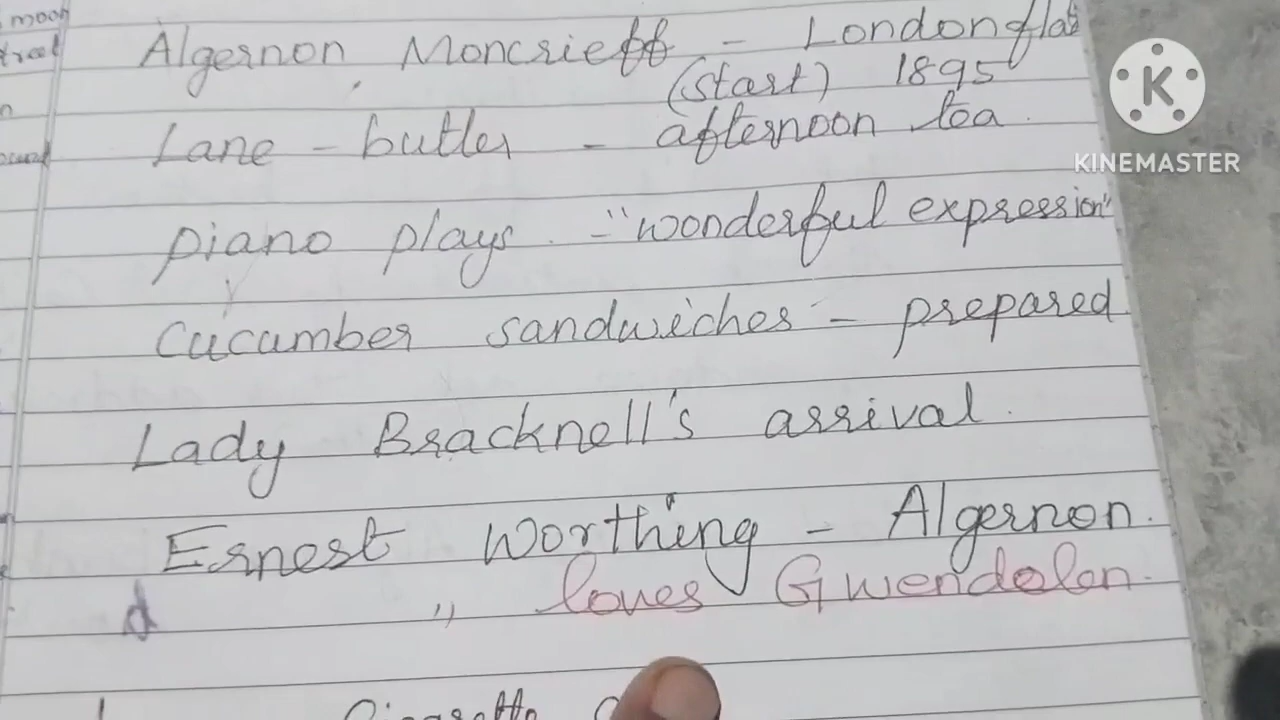 moon
Algernon Moncrieff - London flat
(start) 1895
Lane - butler - afternoon tea
piano plays. - "wonderful expression"
Cucumber sandwiches - prepared.
Lady Bracknell's arrival.
Ernest Worthing - Algernon.
" loves Gwendolen.
KINEMASTER